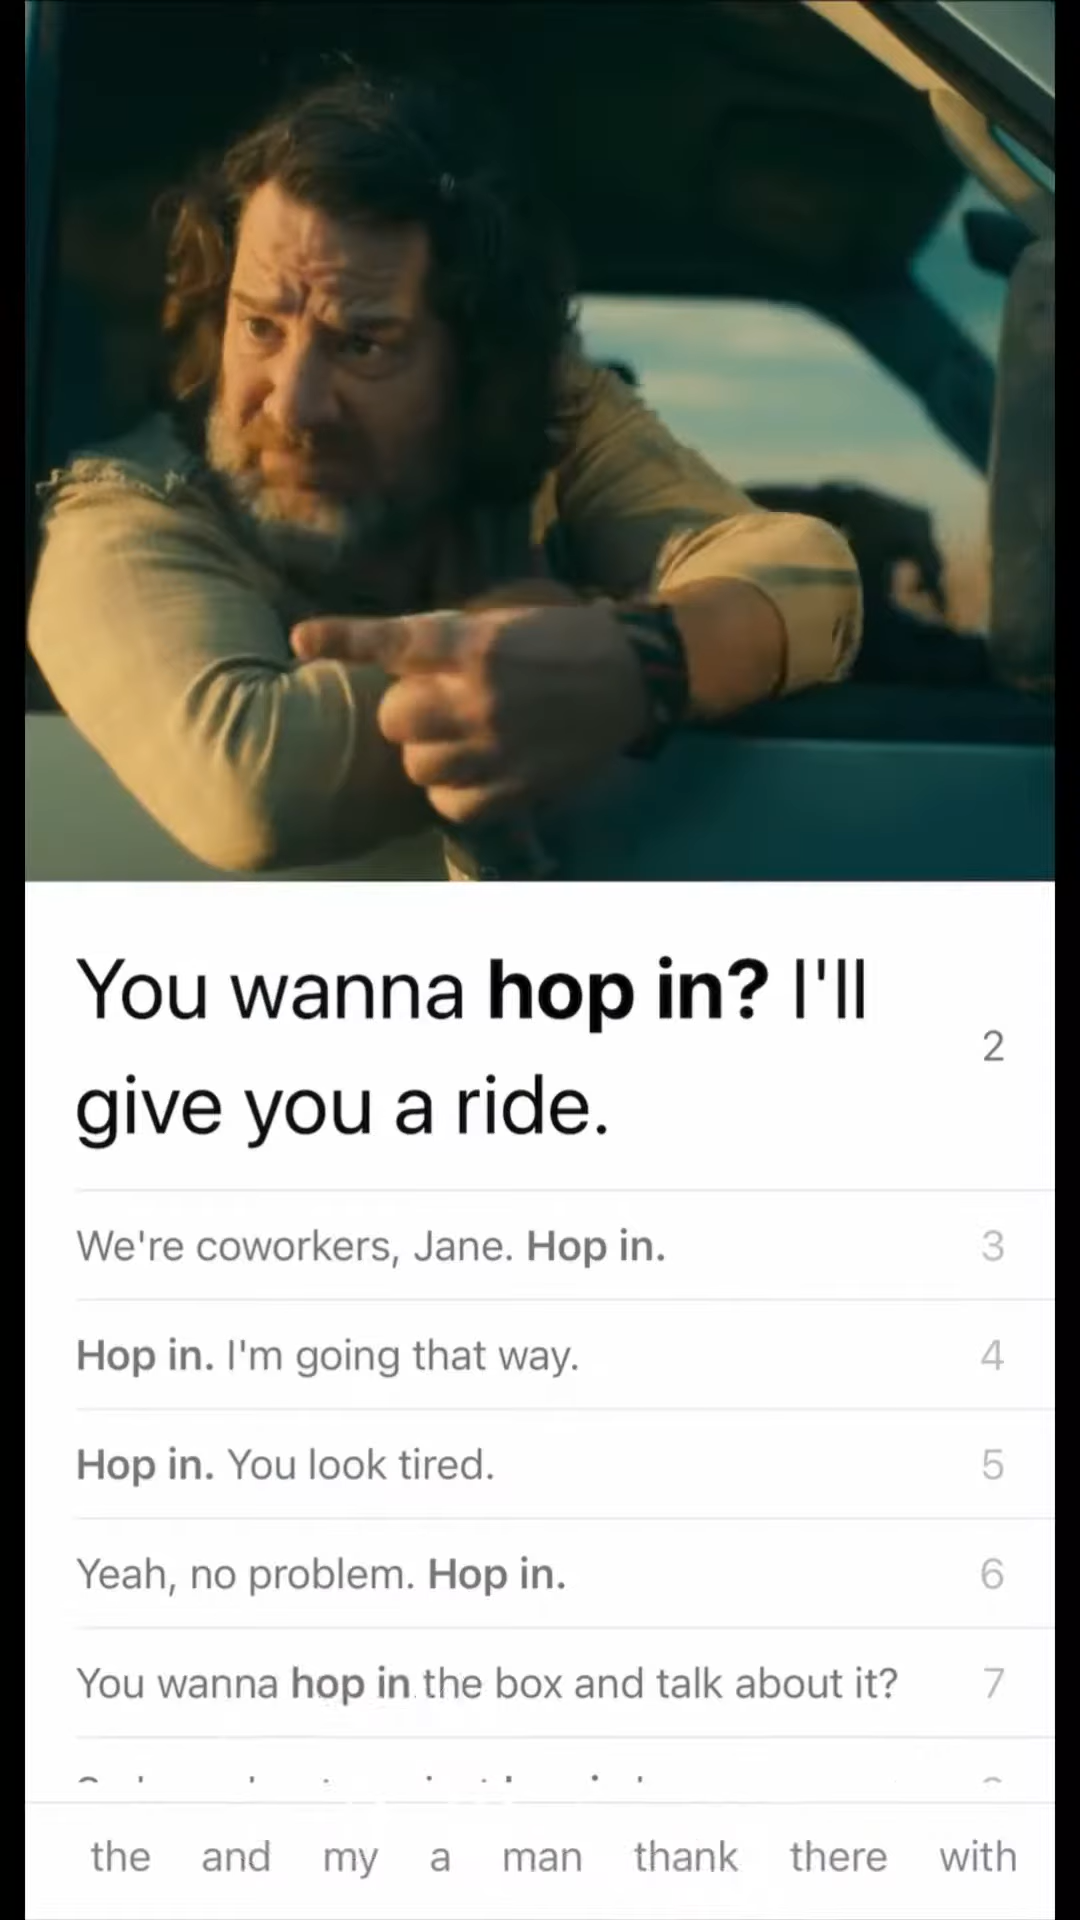 You wanna hop in? I'll
give you a ride.
2
We're coworkers, Jane. Hop in.
3
Hop in. I'm going that way.
4
Hop in. You look tired.
5
Yeah, no problem. Hop in.
6
You wanna hop in the box and talk about it?
7
the and my a man thank there with